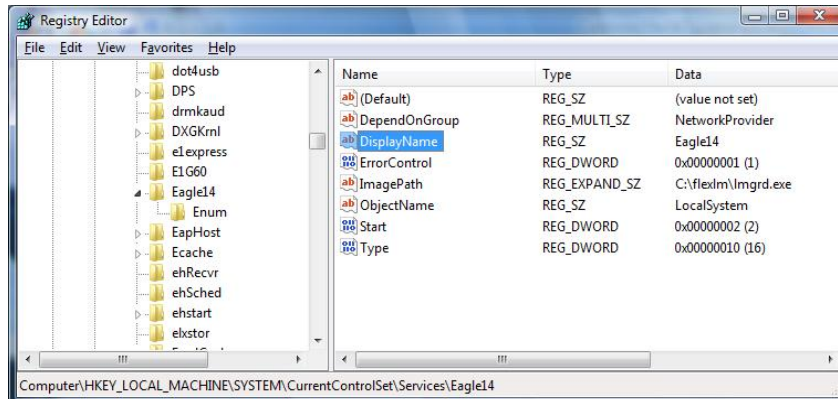 Registry Editor
File Edit View Favorites Help
dot4usb
DPS
drmkaud
DXGKrnl
e1express
E1G60
Eagle14
Enum
EapHost
Ecache
ehRecvr
ehSched
ehstart
elxstor
Name Type Data
(Default) REG_SZ (value not set)
DependOnGroup REG_MULTI_SZ NetworkProvider
DisplayName REG_SZ Eagle14
ErrorControl REG_DWORD 0x00000001 (1)
ImagePath REG_EXPAND_SZ C:\flexlm\lmgrd.exe
ObjectName REG_SZ LocalSystem
Start REG_DWORD 0x00000002 (2)
Type REG_DWORD 0x00000010 (16)
Computer\HKEY_LOCAL_MACHINE\SYSTEM\CurrentControlSet\Services\Eagle14